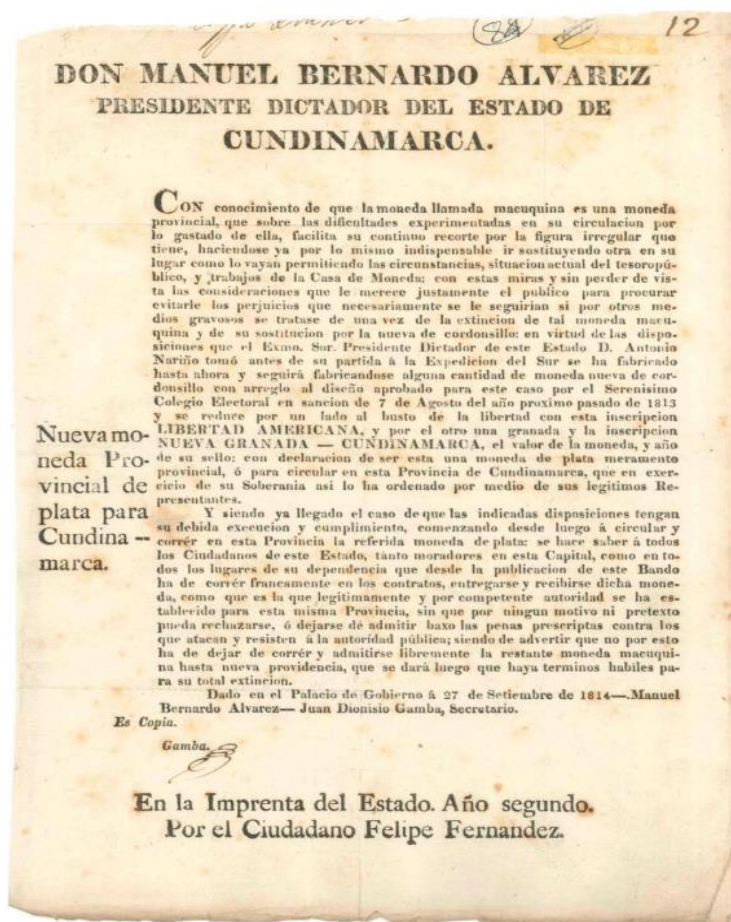 12
DON MANUEL BERNARDO ALVAREZ
PRESIDENTE DICTADOR DEL ESTADO DE
CUNDINAMARCA.
CON conocimiento de que la moneda llamada macuquina es una moneda
provincial, que sobre las dificultades experimentadas en su circulacion por
lo gastado de ella, facilita su continuo recorte por la figura irregular que
tiene, haciendose ya por lo mismo indispensable ir sostituyendo otra en su
lugar como lo vayan permitiendo las circunstancias, situacion actual del tesoropú-
blico, y trabajos de la Casa de Moneda: con estas miras y sin perder de vis-
ta las consideraciones que le merece justamente el publico para procurar
evitarle los perjuicios que necesariamente se le seguirian si por otros me-
dios gravosos se tratase de una vez de la extincion de tal moneda macu-
quina y de su sostitucion por la nueva de cordonsillo: en virtud de las dispo-
siciones que el Exmo. Sor. Presidente Dictador de este Estado D. Antonio
Nariño tomó antes de su partida à la Expedicion del Sur se ha fabricado
hasta ahora y seguirá fabricandose alguna cantidad de moneda nueva de cor-
donsillo con arreglo al diseño aprobado para este caso por el Serenisimo
Colegio Electoral en sancion de 7 de Agosto del año proximo pasado de 1813
y se reduce por un lado al busto de la libertad con esta inscripcion
LIBERTAD AMERICANA, y por el otro una granada y la inscripcion
NUEVA GRANADA — CUNDINAMARCA, el valor de la moneda, y año
de su sello: con declaracion de ser esta una moneda de plata meramento
provincial, ó para circular en esta Provincia de Cundinamarca, que en exer-
cicio de su Soberania asi lo ha ordenado por medio de sus legitimos Re-
presentantes.
Nueva mo-
neda Pro-
vincial de
plata para
Cundina —
marca.
Y siendo ya llegado el caso de que las indicadas disposiciones tengan
su debida execucion y cumplimiento, comenzando desde luego à circular y
corrér en esta Provincia la referida moneda de plata: se hace saber à todos
los Ciudadanos de este Estado, tanto moradores en esta Capital, como en to-
dos los lugares de su dependencia que desde la publicacion de este Bando
ha de corrér francamente en los contratos, entregarse y recibirse dicha mone-
da, como que es la que legitimamente y por competente autoridad se ha es-
tablecido para esta misma Provincia, sin que por ningun motivo ni pretexto
pueda rechazarse, ó dejarse dé admitir baxo las penas prescriptas contra los
que atacan y resisten à la autorídad pública; siendo de advertir que no por esto
ha de dejar de corrér y admitirse libremente la restante moneda macuqui-
na hasta nueva providencia, que se dará luego que haya terminos habiles pa-
ra su total extincion.
Dado en el Palacio de Gobierno à 27 de Setiembre de 1814—.Manuel
Bernardo Alvarez— Juan Dionisio Gamba, Secretario.
Es Copia.
Gamba.
En la Imprenta del Estado. Año segundo.
Por el Ciudadano Felipe Fernandez.